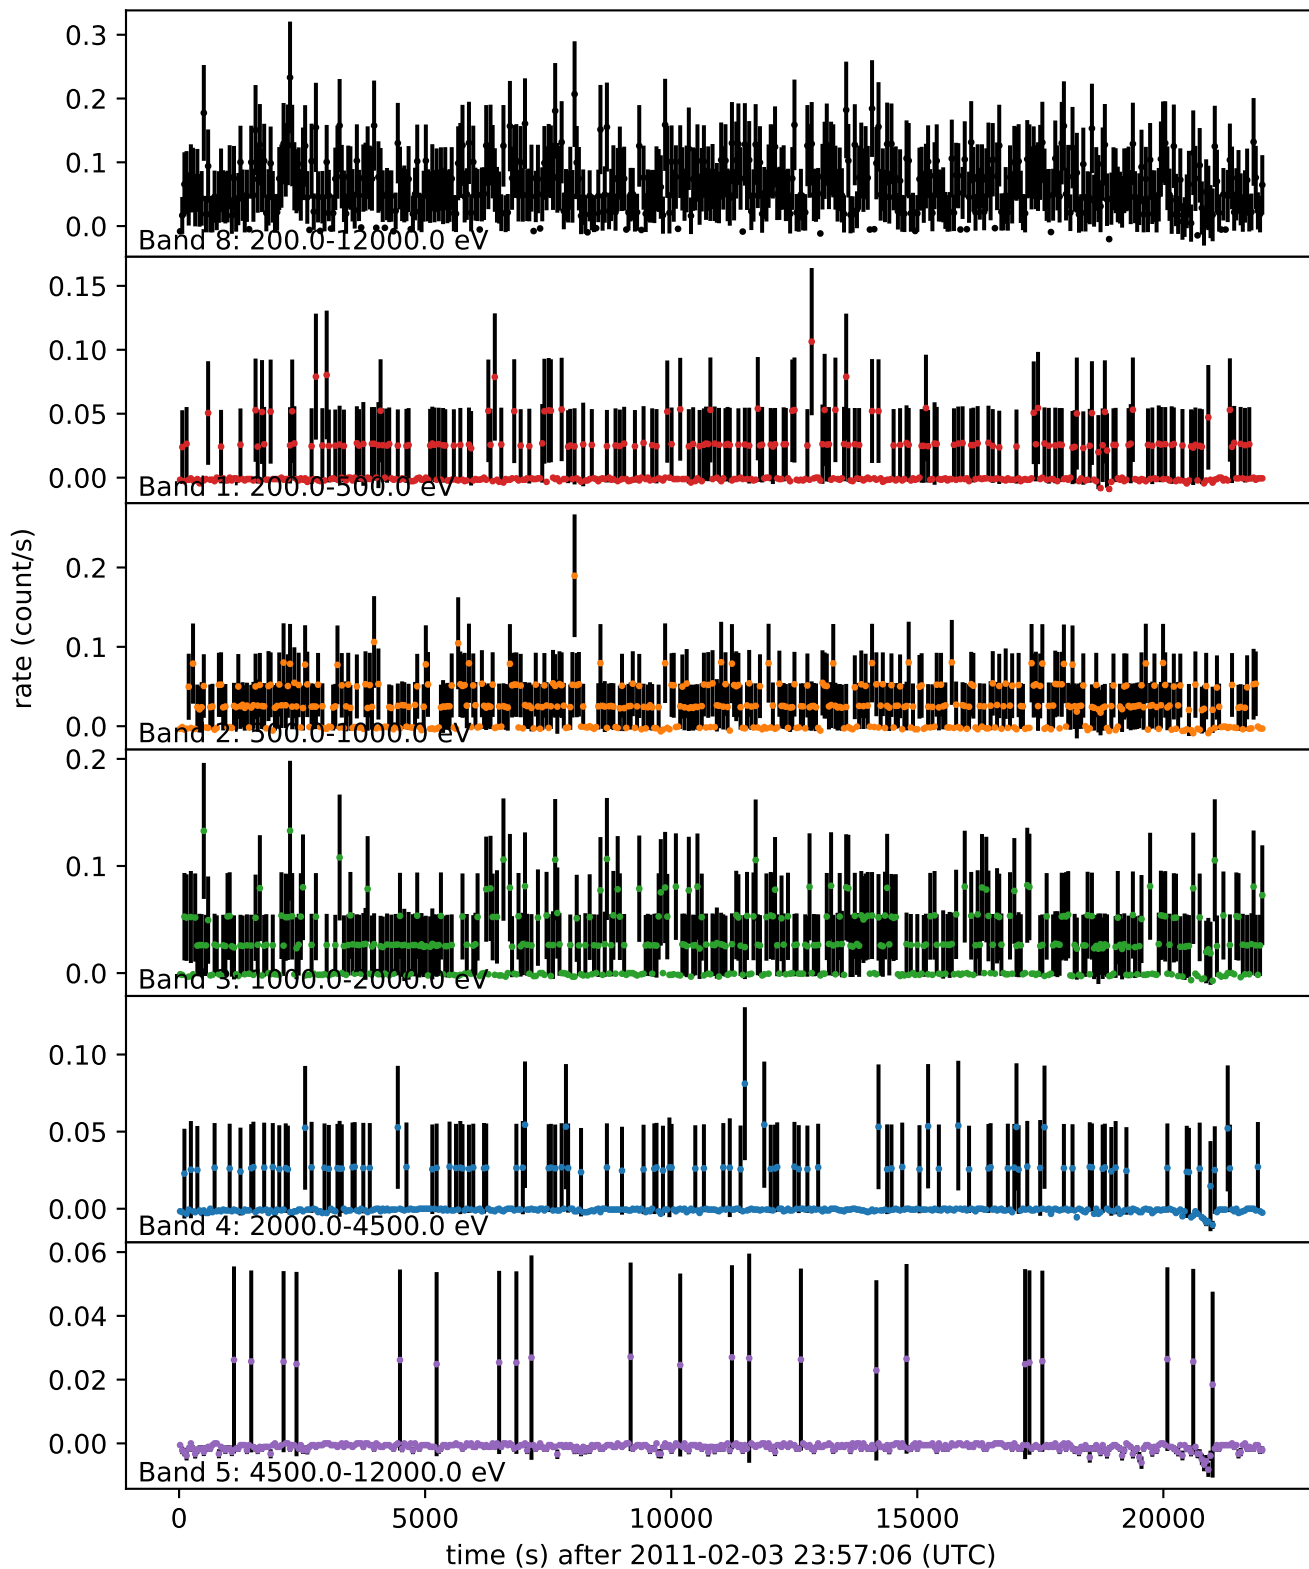 0.3
0.2
0.1
0.0
Band 8: 200.0-12000.0 eV
0.15
0.10
0.05
0.00
Band 1: 200.0-500.0 eV
0.2
0.1
0.0
Band 2: 500.0-1000.0 eV
rate (count/s)
0.2
0.1
0.0
Band 3: 1000.0-2000.0 eV
0.10
0.05
0.00
Band 4: 2000.0-4500.0 eV
0.06
0.04
0.02
0.00
Band 5: 4500.0-12000.0 eV
0 5000 10000 15000 20000
time (s) after 2011-02-03 23:57:06 (UTC)